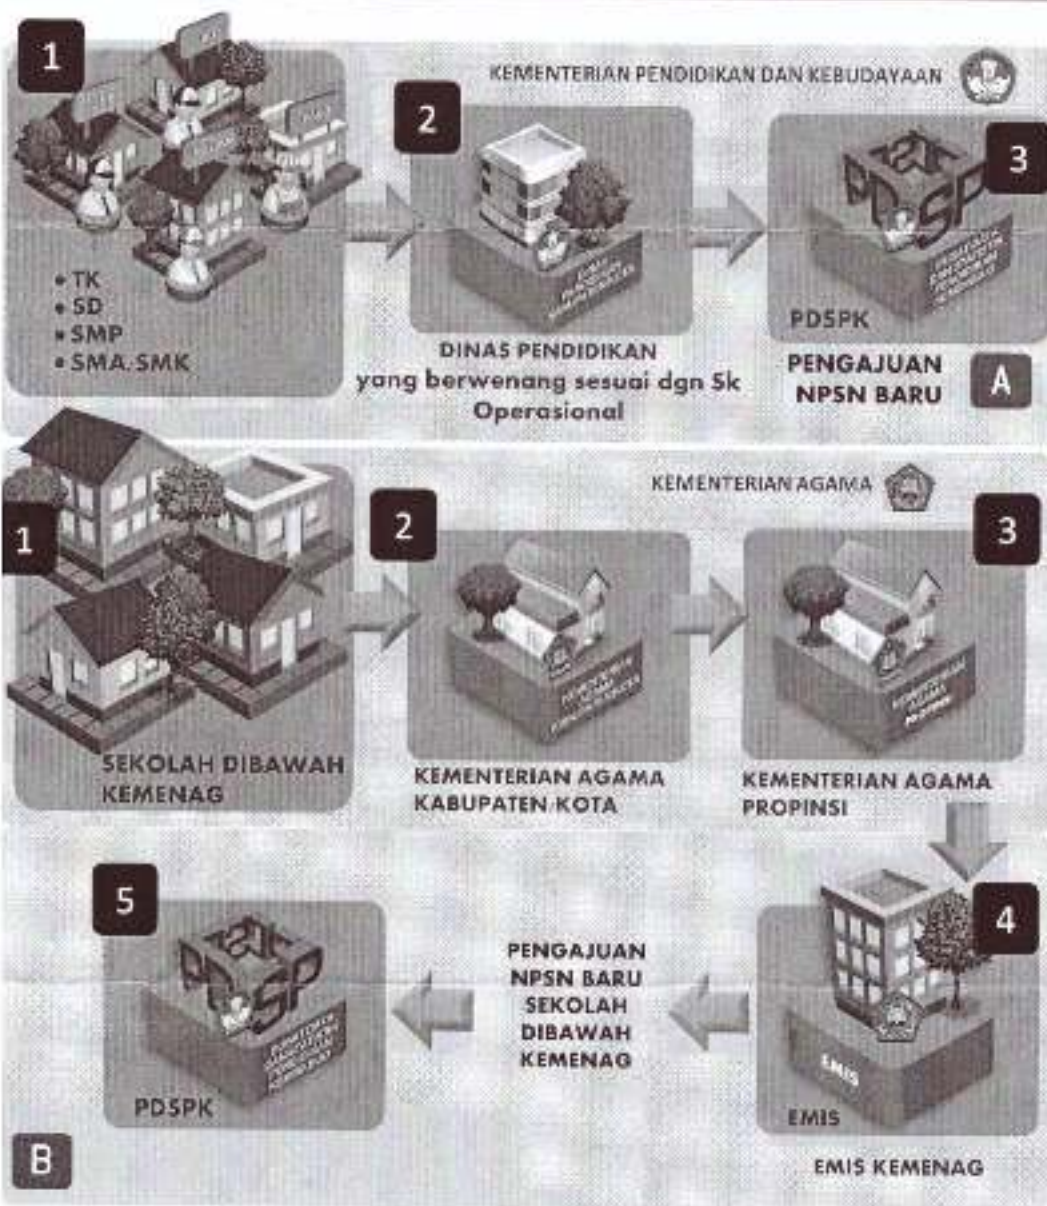 1
KEMENTERIAN PENDIDIKAN DAN KEBUDAYAAN
2
3
• TK
• SD
• SMP
• SMA. SMK
DINAS PENDIDIKAN
yang berwenang sesuai dgn Sk
Operasional
PDSP
PDSPK
PENGAJUAN
NPSN BARU
A
KEMENTERIAN AGAMA
1
2
3
SEKOLAH DIBAWAH
KEMENAG
KEMENTERIAN AGAMA
KABUPATEN KOTA
KEMENTERIAN AGAMA
PROPINSI
4
EMIS
EMIS
EMIS KEMENAG
PENGAJUAN
NPSN BARU
SEKOLAH
DIBAWAH
KEMENAG
5
PDSP
PDSPK
B